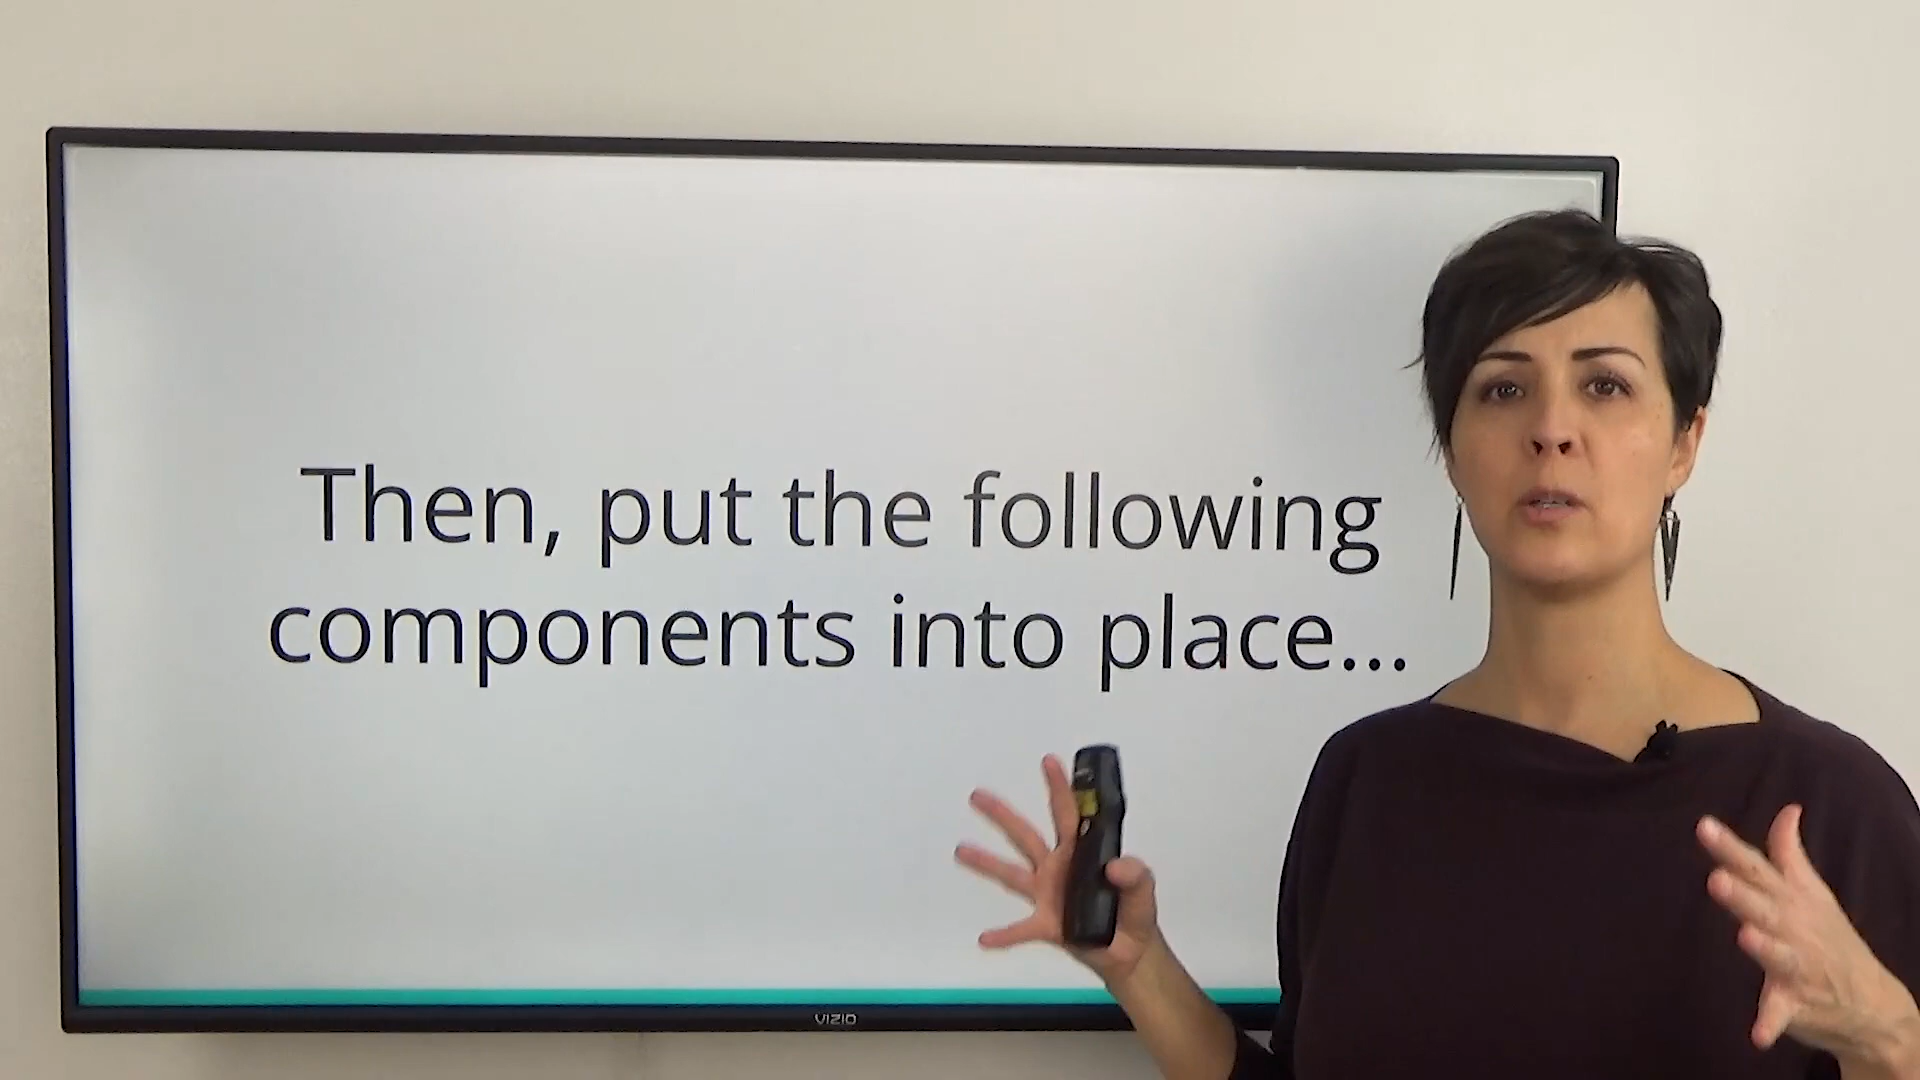 Then, put the following
components into place...
VIZIO